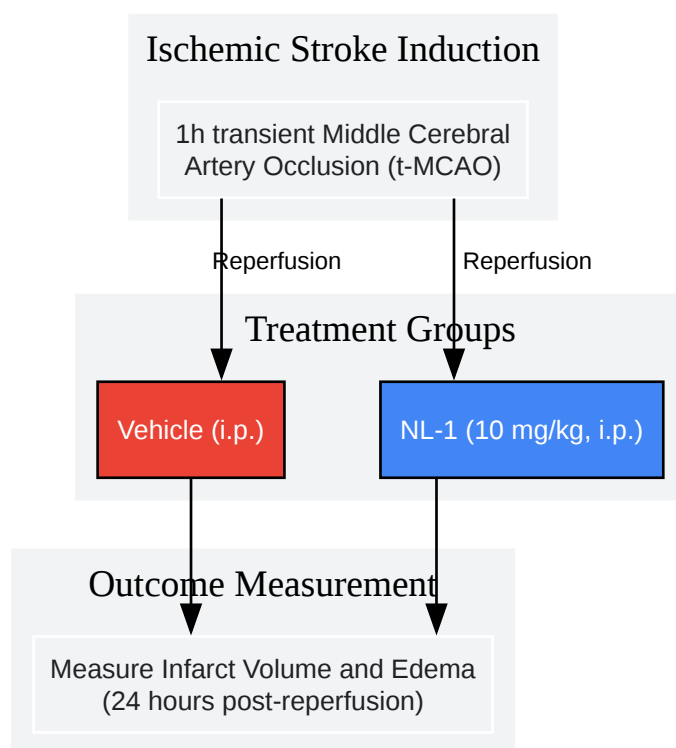 Ischemic Stroke Induction
1h transient Middle Cerebral
Artery Occlusion (t-MCAO)
Reperfusion
Reperfusion
Treatment Groups
Vehicle (i.p.)
NL-1 (10 mg/kg, i.p.)
Outcome Measurement
Measure Infarct Volume and Edema
(24 hours post-reperfusion)